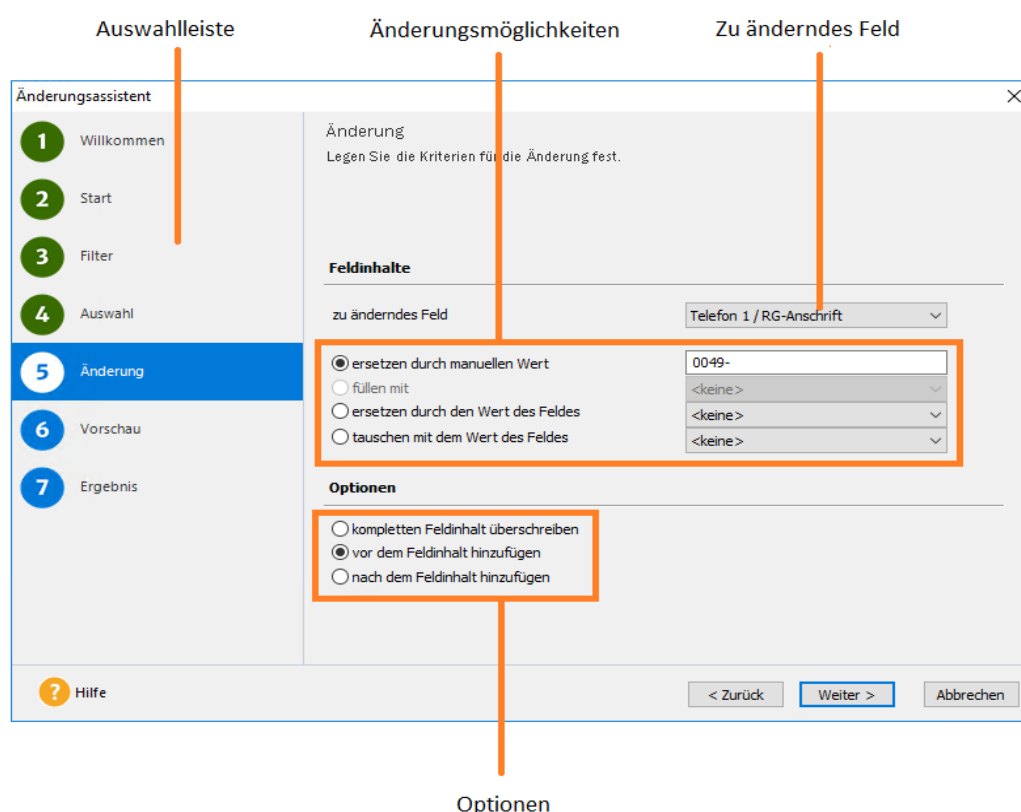 Auswahlleiste
Änderungsmöglichkeiten
Zu änderndes Feld
Änderungsassistent
1 Willkommen
2 Start
3 Filter
4 Auswahl
5 Änderung
6 Vorschau
7 Ergebnis
Änderung
Legen Sie die Kriterien für die Änderung fest.
Feldinhalte
zu änderndes Feld Telefon 1 / RG-Anschrift
ersetzen durch manuellen Wert 0049-
füllen mit <keine>
ersetzen durch den Wert des Feldes <keine>
tauschen mit dem Wert des Feldes <keine>
Optionen
kompletten Feldinhalt überschreiben
vor dem Feldinhalt hinzufügen
nach dem Feldinhalt hinzufügen
? Hilfe
< Zurück
Weiter >
Abbrechen
Optionen